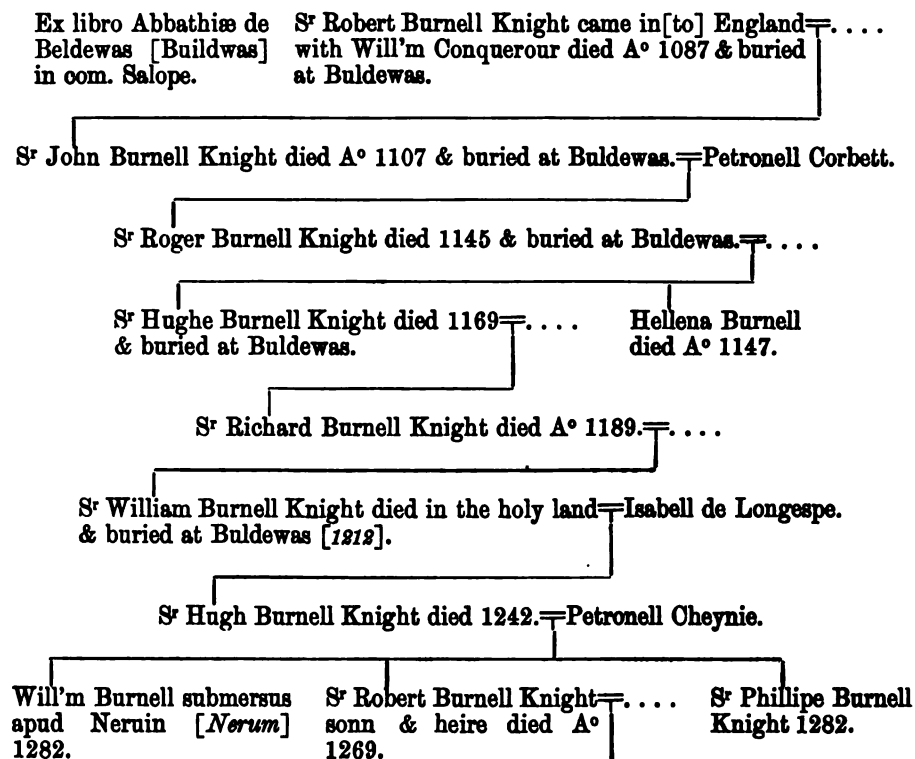 Ex libro Abbathiæ de
Beldewas [Buildwas]
in com. Salope.
Sʳ Robert Burnell Knight came in[to] England=. . . .
with Will'm Conquerour died Aº 1087 & buried
at Buldewas.
Sʳ John Burnell Knight died Aº 1107 & buried at Buldewas.=Petronell Corbett.
Sʳ Roger Burnell Knight died 1145 & buried at Buldewas.=. . . .
Sʳ Hughe Burnell Knight died 1169=. . . .
& buried at Buldewas.
Hellena Burnell
died Aº 1147.
Sʳ Richard Burnell Knight died Aº 1189.=. . . .
Sʳ William Burnell Knight died in the holy land=Isabell de Longespe.
& buried at Buldewas [1212].
Sʳ Hugh Burnell Knight died 1242.=Petronell Cheynie.
Will'm Burnell submersus
apud Neruin [Nerum]
1282.
Sʳ Robert Burnell Knight=. . . .
sonn & heire died Aº
1269.
Sʳ Phillipe Burnell
Knight 1282.